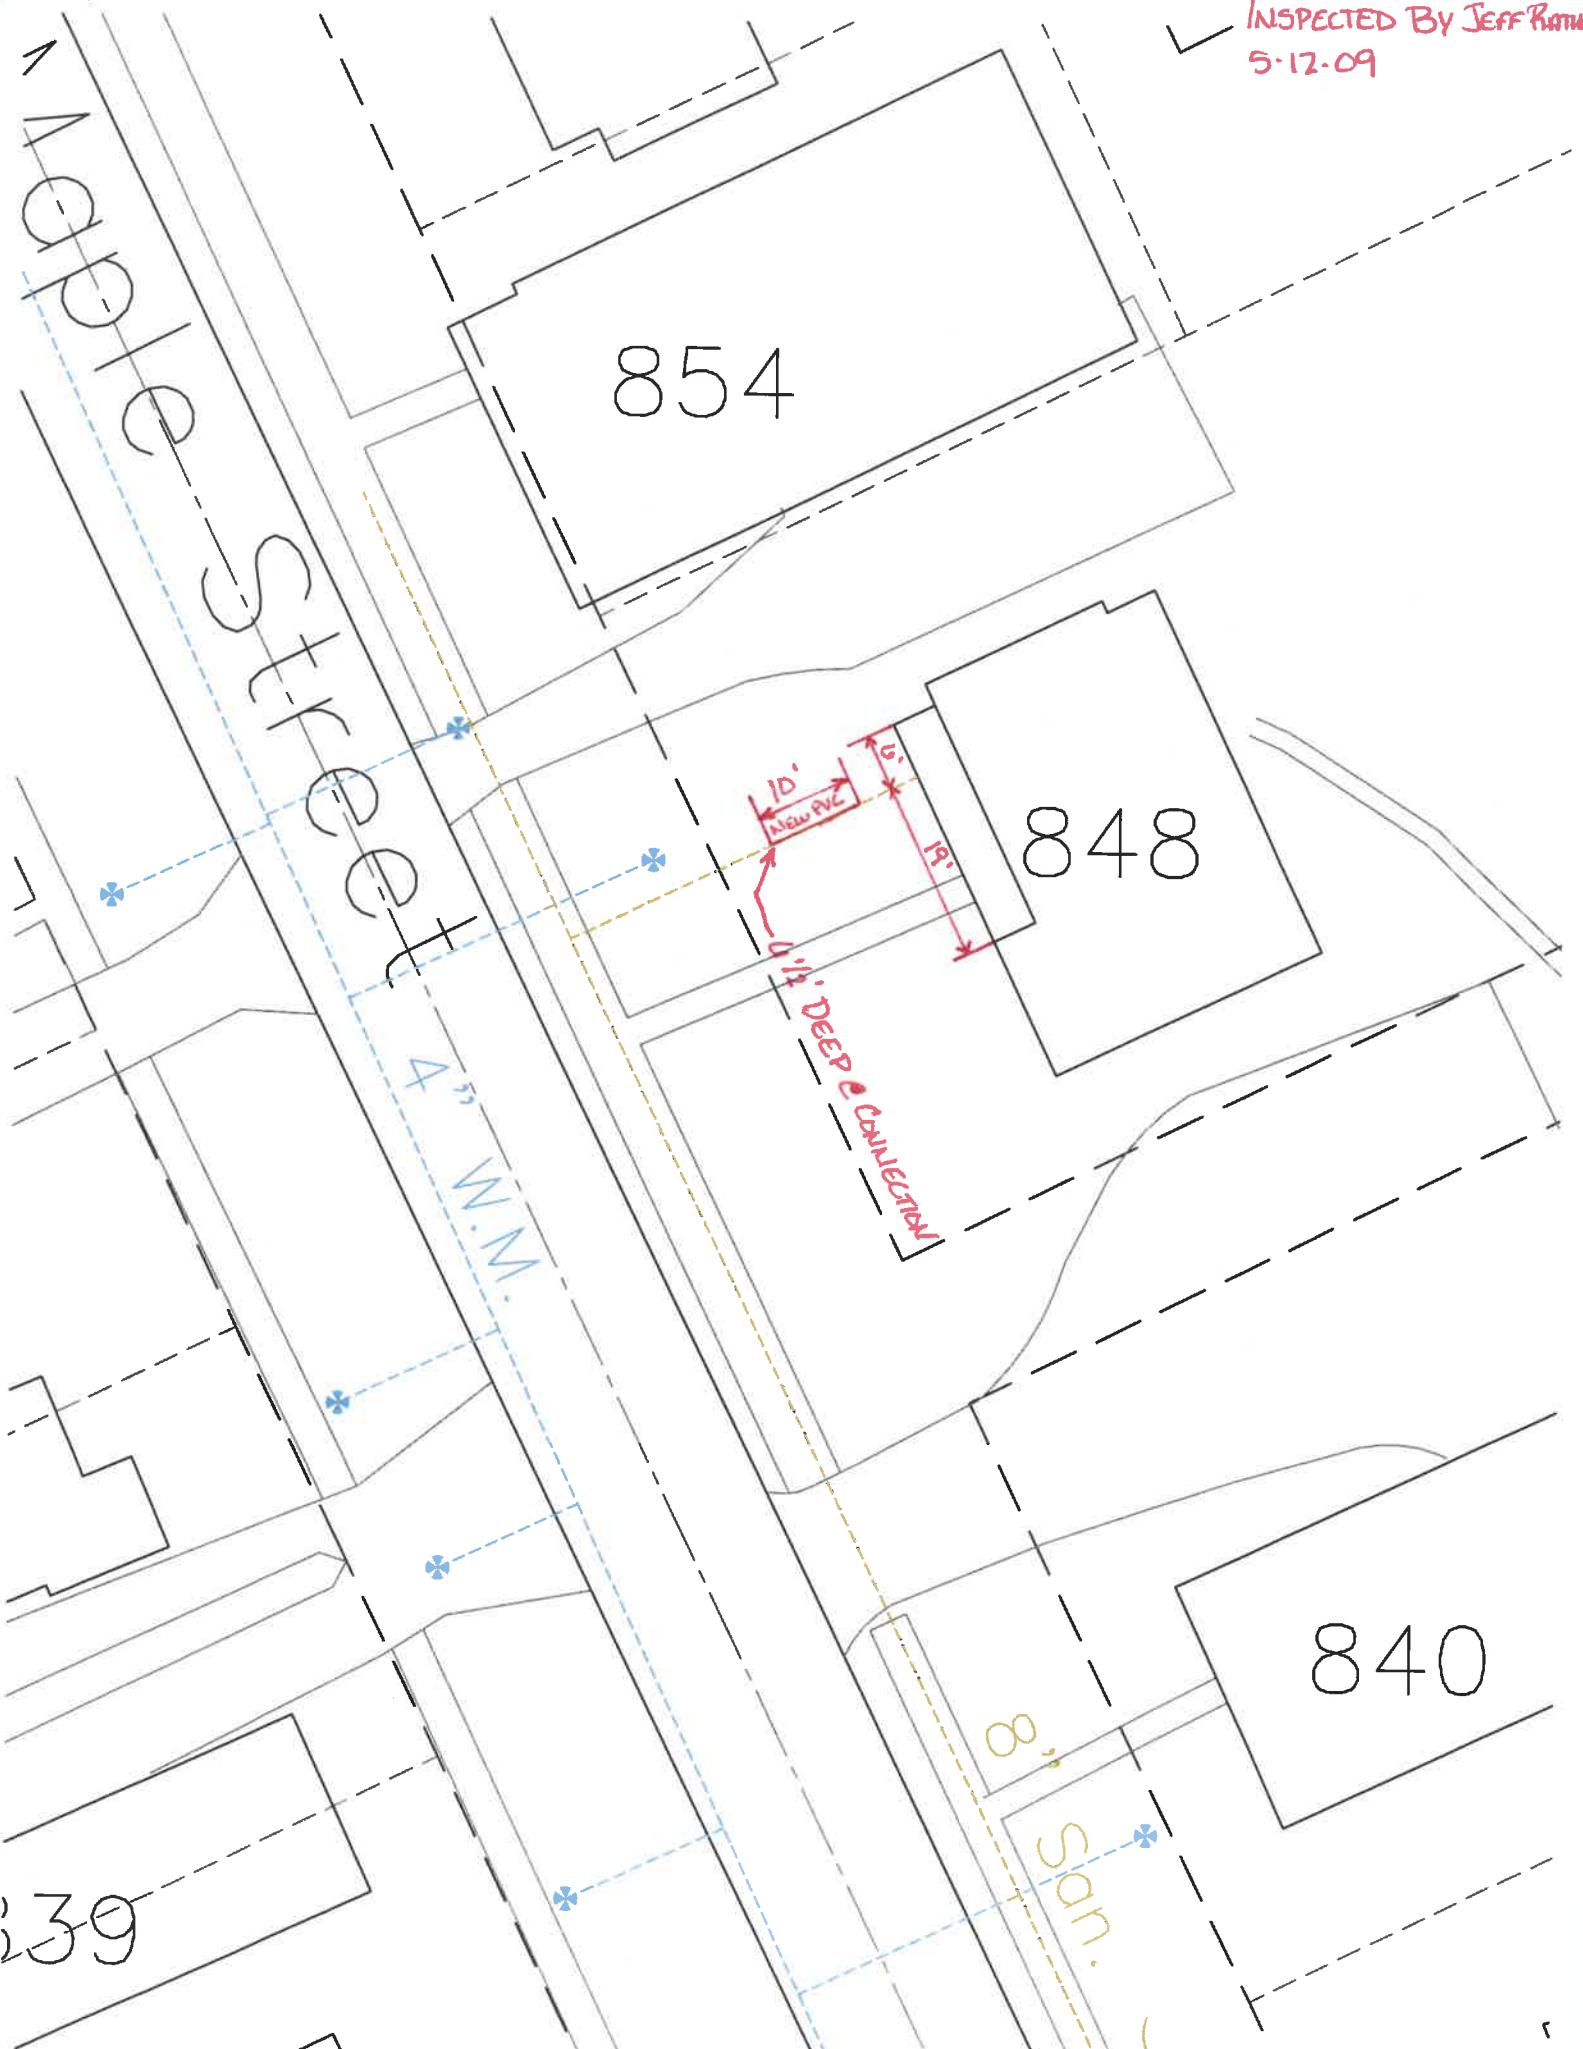 INSPECTED BY JEFF
5·12·09
Maple Street
854
848
10'
NEW PVC
6'
19'
4 1/2' DEEP @ CONNECTION
4" W.M.
840
8" San.
39